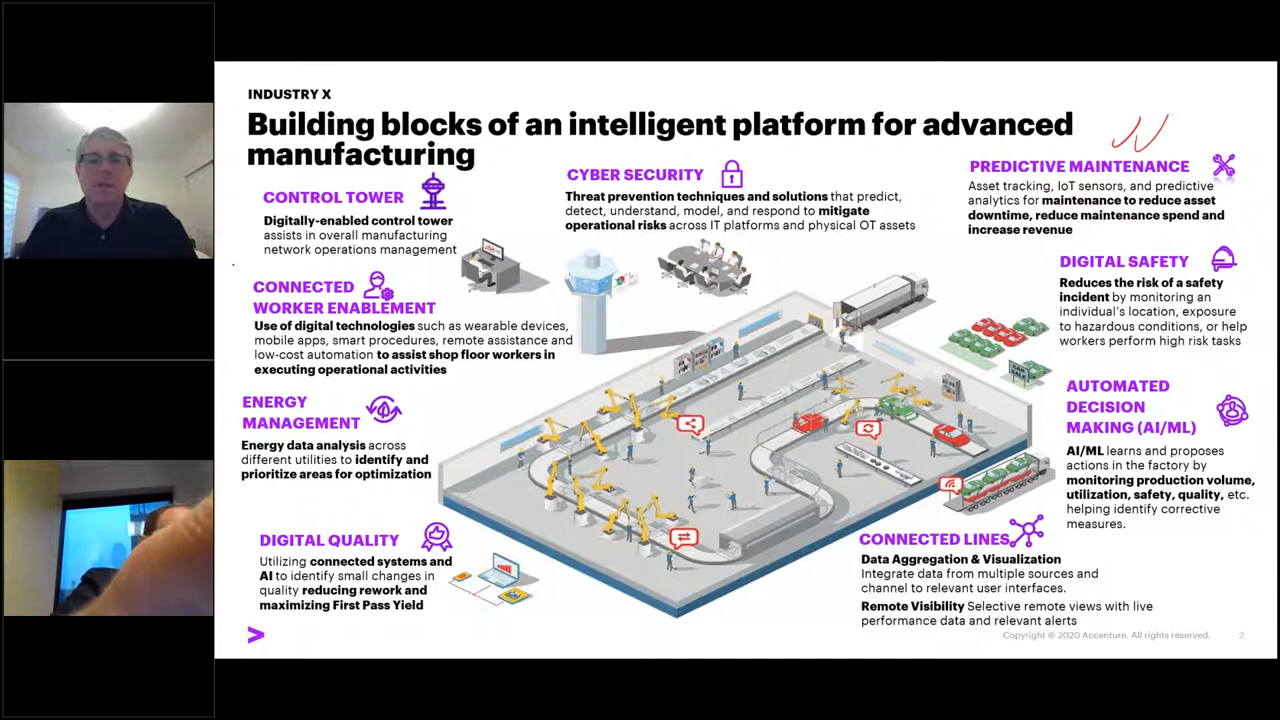 INDUSTRY X
Building blocks of an intelligent platform for advanced
manufacturing
CONTROL TOWER
Digitally-enabled control tower
assists in overall manufacturing
network operations management
CONNECTED
WORKER ENABLEMENT
Use of digital technologies such as wearable devices,
mobile apps, smart procedures, remote assistance and
low-cost automation to assist shop floor workers in
executing operational activities
ENERGY
MANAGEMENT
Energy data analysis across
different utilities to identify and
prioritize areas for optimization
DIGITAL QUALITY
Utilizing connected systems and
AI to identify small changes in
quality reducing rework and
maximizing First Pass Yield
CYBER SECURITY
Threat prevention techniques and solutions that predict,
detect, understand, model, and respond to mitigate
operational risks across IT platforms and physical OT assets
PREDICTIVE MAINTENANCE
Asset tracking, IoT sensors, and predictive
analytics for maintenance to reduce asset
downtime, reduce maintenance spend and
increase revenue
DIGITAL SAFETY
Reduces the risk of a safety
incident by monitoring an
individual's location, exposure
to hazardous conditions, or help
workers perform high risk tasks
CAR
SALE
AUTOMATED
DECISION
MAKING (AI/ML)
AI/ML learns and proposes
actions in the factory by
monitoring production volume,
utilization, safety, quality, etc.
helping identify corrective
measures.
CONNECTED LINES
Data Aggregation & Visualization
Integrate data from multiple sources and
channel to relevant user interfaces.
Remote Visibility Selective remote views with live
performance data and relevant alerts
Copyright © 2020 Accenture. All rights reserved. 2